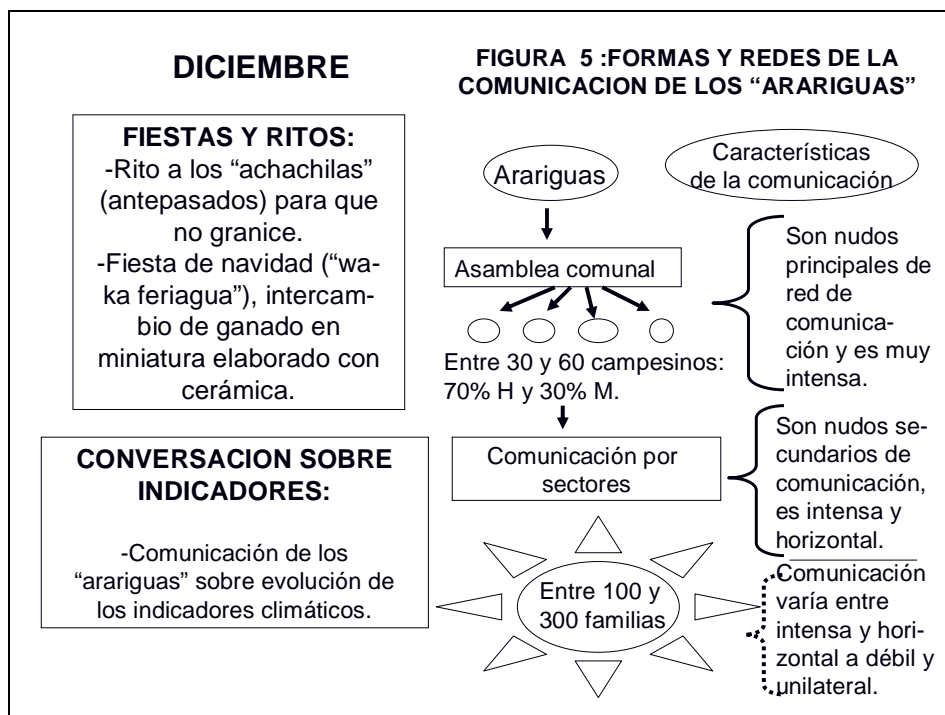 DICIEMBRE
FIESTAS Y RITOS:
-Rito a los “achachilas”
(antepasados) para que
no granice.
-Fiesta de navidad (“wa-
ka feriagua”), intercam-
bio de ganado en
miniatura elaborado con
cerámica.
CONVERSACION SOBRE
INDICADORES:
-Comunicación de los
“arariguas” sobre evolución de
los indicadores climáticos.
FIGURA 5 :FORMAS Y REDES DE LA
COMUNICACION DE LOS “ARARIGUAS”
Arariguas
Características
de la comunicación
Asamblea comunal
Son nudos
principales de
red de
comunica-
ción y es muy
intensa.
Entre 30 y 60 campesinos:
70% H y 30% M.
Comunicación por
sectores
Son nudos se-
cundarios de
comunicación,
es intensa y
horizontal.
Entre 100 y
300 familias
Comunicación
varía entre
intensa y hori-
zontal a débil y
unilateral.